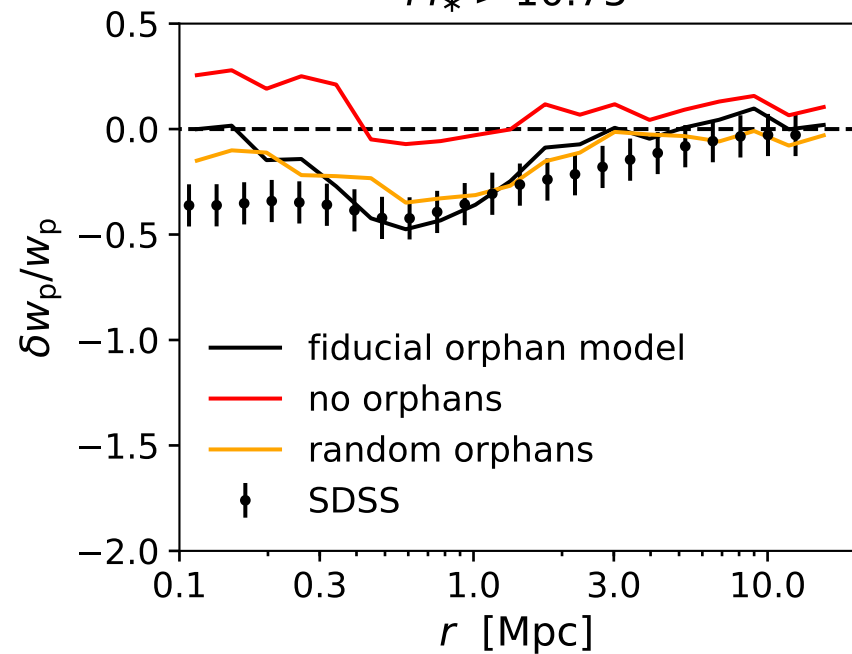 0.5
0.0
−0.5
−1.0
−1.5
−2.0
δwp/wp
fiducial orphan model
no orphans
random orphans
SDSS
0.1 0.3 1.0 3.0 10.0
r [Mpc]